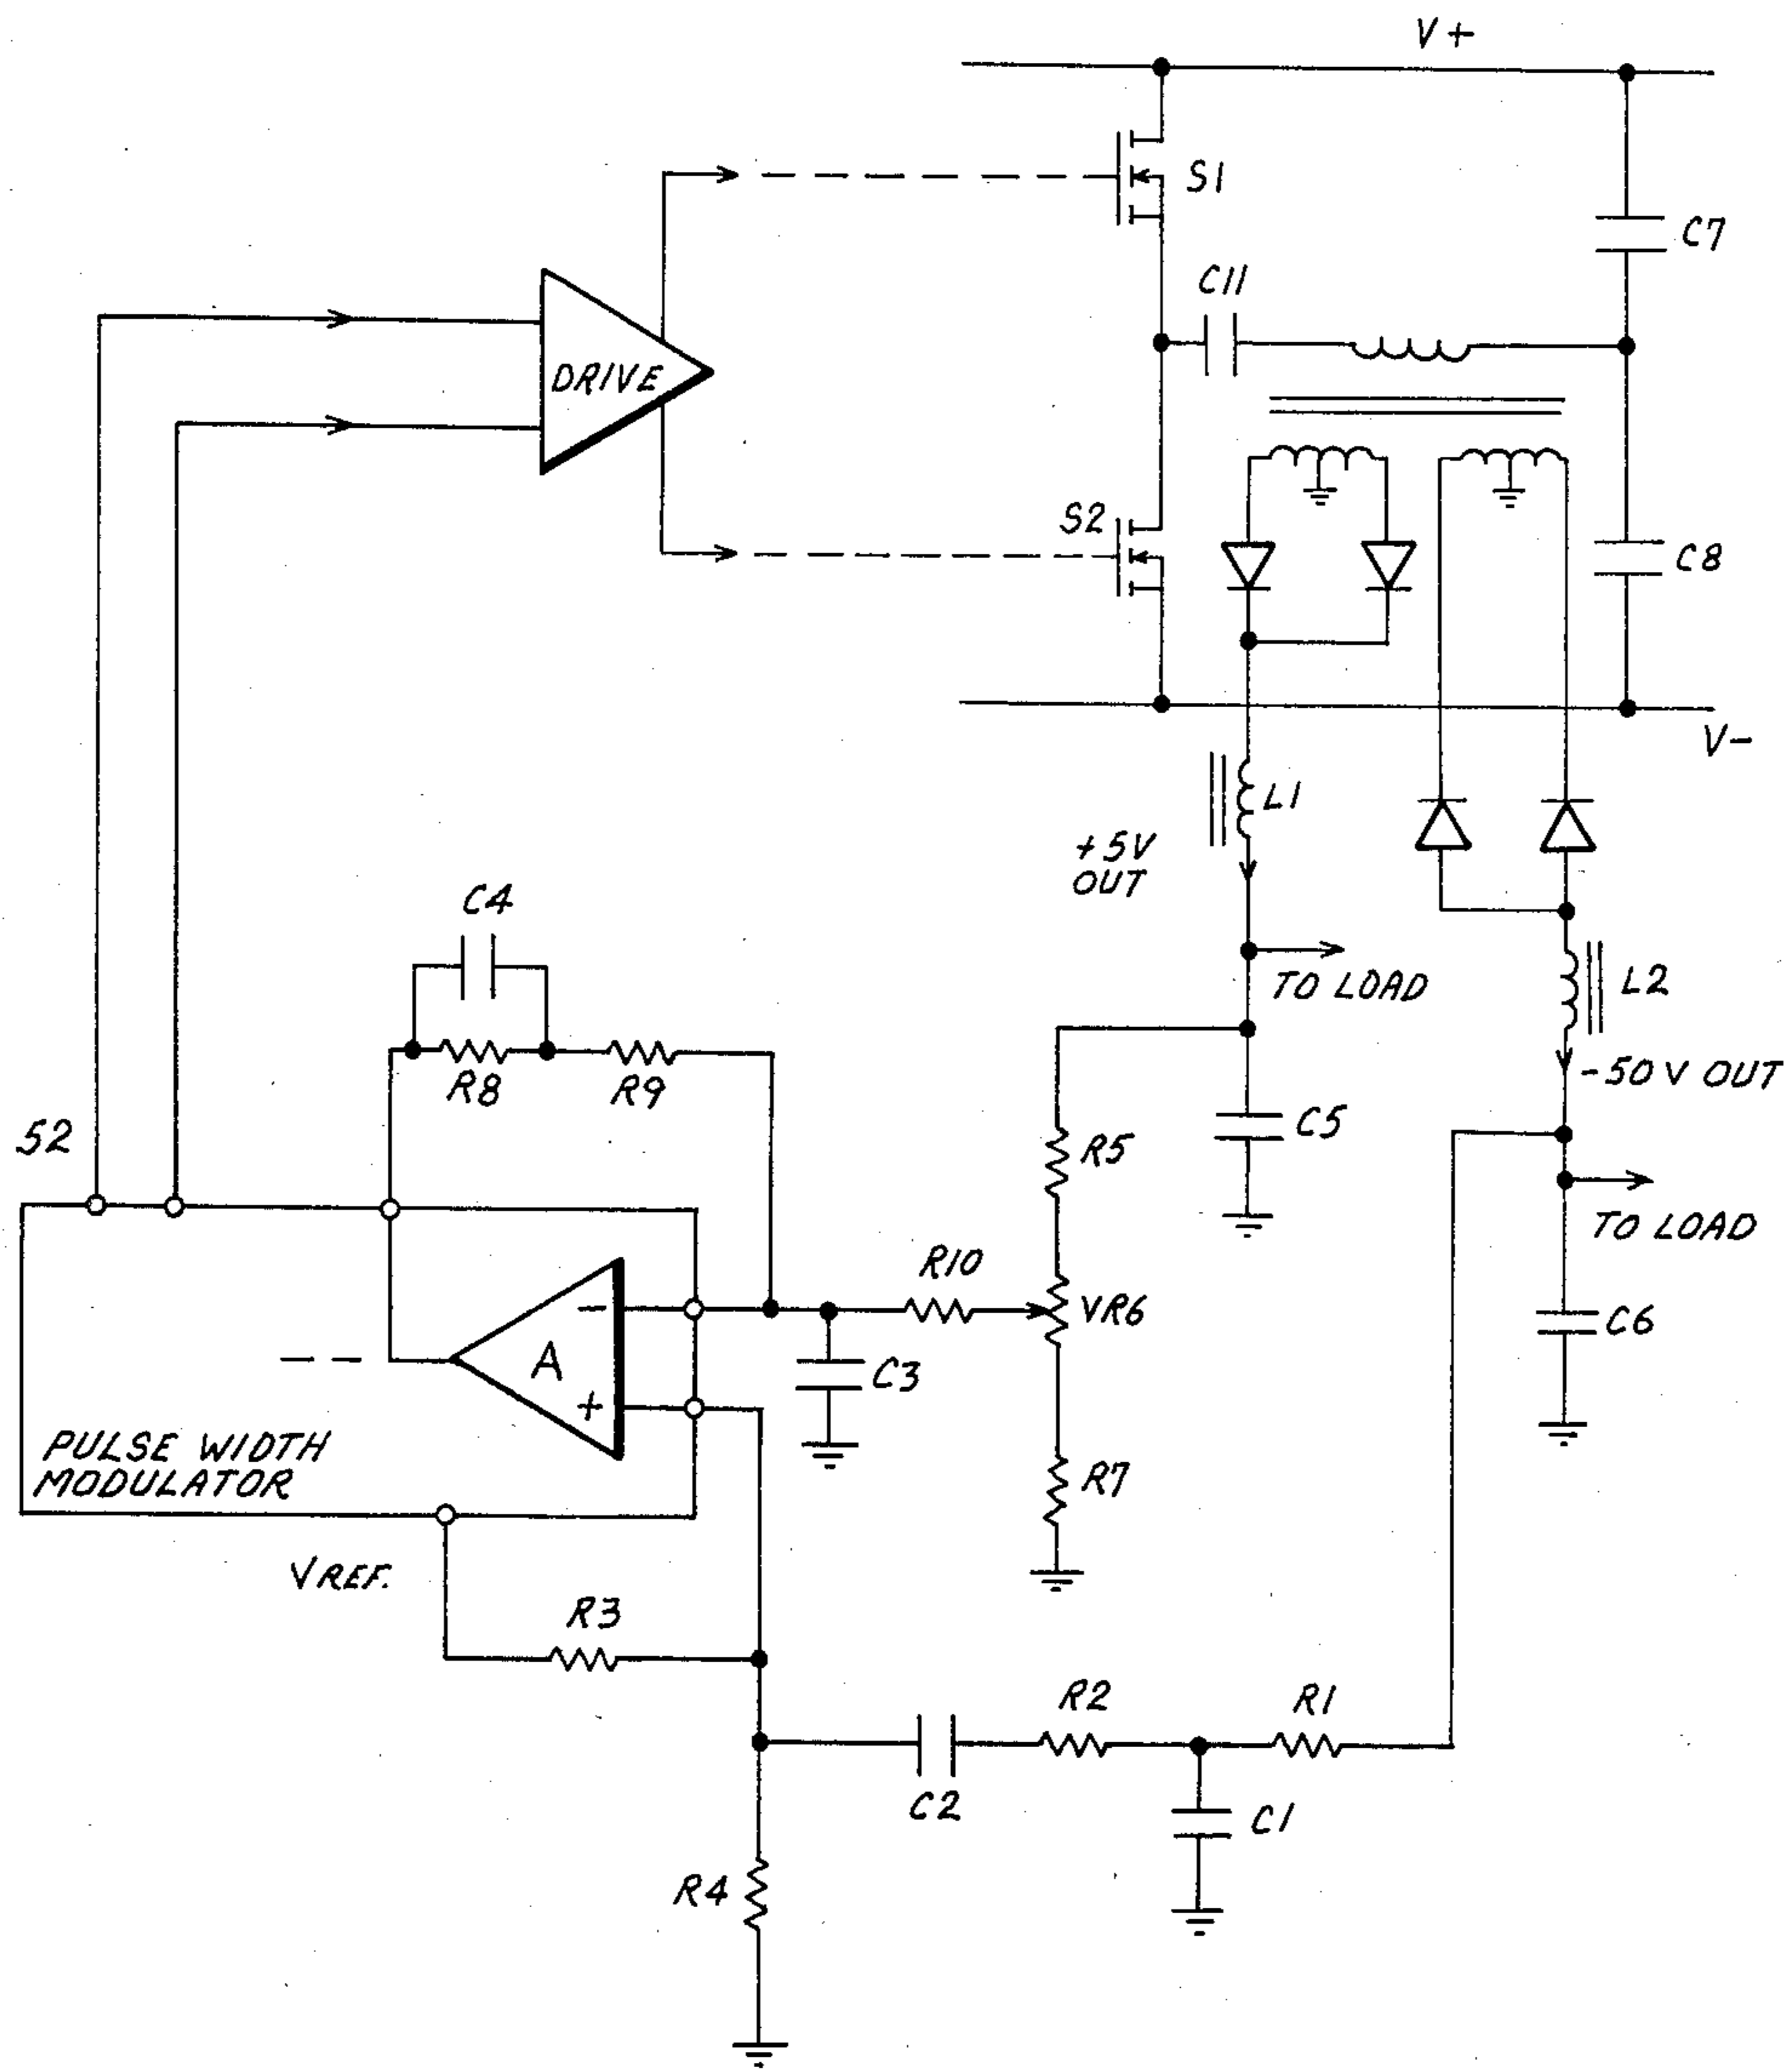 V+
S1
C7
C11
DRIVE
S2
C8
V-
L1
+5V
OUT
C4
TO LOAD
L2
R8
R9
-50 V OUT
52
C5
R5
TO LOAD
R10
VR6
C6
-
A
+
C3
PULSE WIDTH
MODULATOR
R7
VREF.
R3
R2
R1
C2
C1
R4